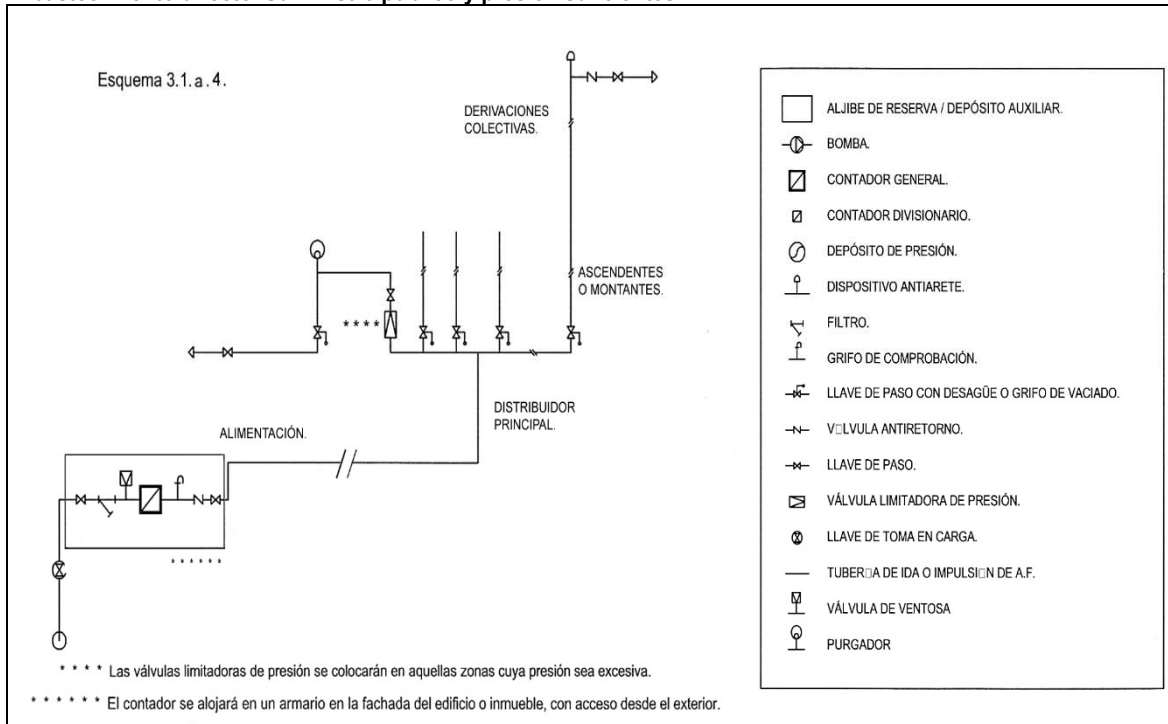 Esquema 3.1.a.4.
DERIVACIONES
COLECTIVAS.
ASCENDENTES
O MONTANTES.
* * * *
DISTRIBUIDOR
PRINCIPAL.
ALIMENTACIÓN.
* * * * * *
* * * * Las válvulas limitadoras de presión se colocarán en aquellas zonas cuya presión sea excesiva.
* * * * * * El contador se alojará en un armario en la fachada del edificio o inmueble, con acceso desde el exterior.
ALJIBE DE RESERVA / DEPÓSITO AUXILIAR.
BOMBA.
CONTADOR GENERAL.
CONTADOR DIVISIONARIO.
DEPÓSITO DE PRESIÓN.
DISPOSITIVO ANTIARETE.
FILTRO.
GRIFO DE COMPROBACIÓN.
LLAVE DE PASO CON DESAGÜE O GRIFO DE VACIADO.
V□LVULA ANTIRETORNO.
LLAVE DE PASO.
VÁLVULA LIMITADORA DE PRESIÓN.
LLAVE DE TOMA EN CARGA.
TUBER□A DE IDA O IMPULSI□N DE A.F.
VÁLVULA DE VENTOSA
PURGADOR